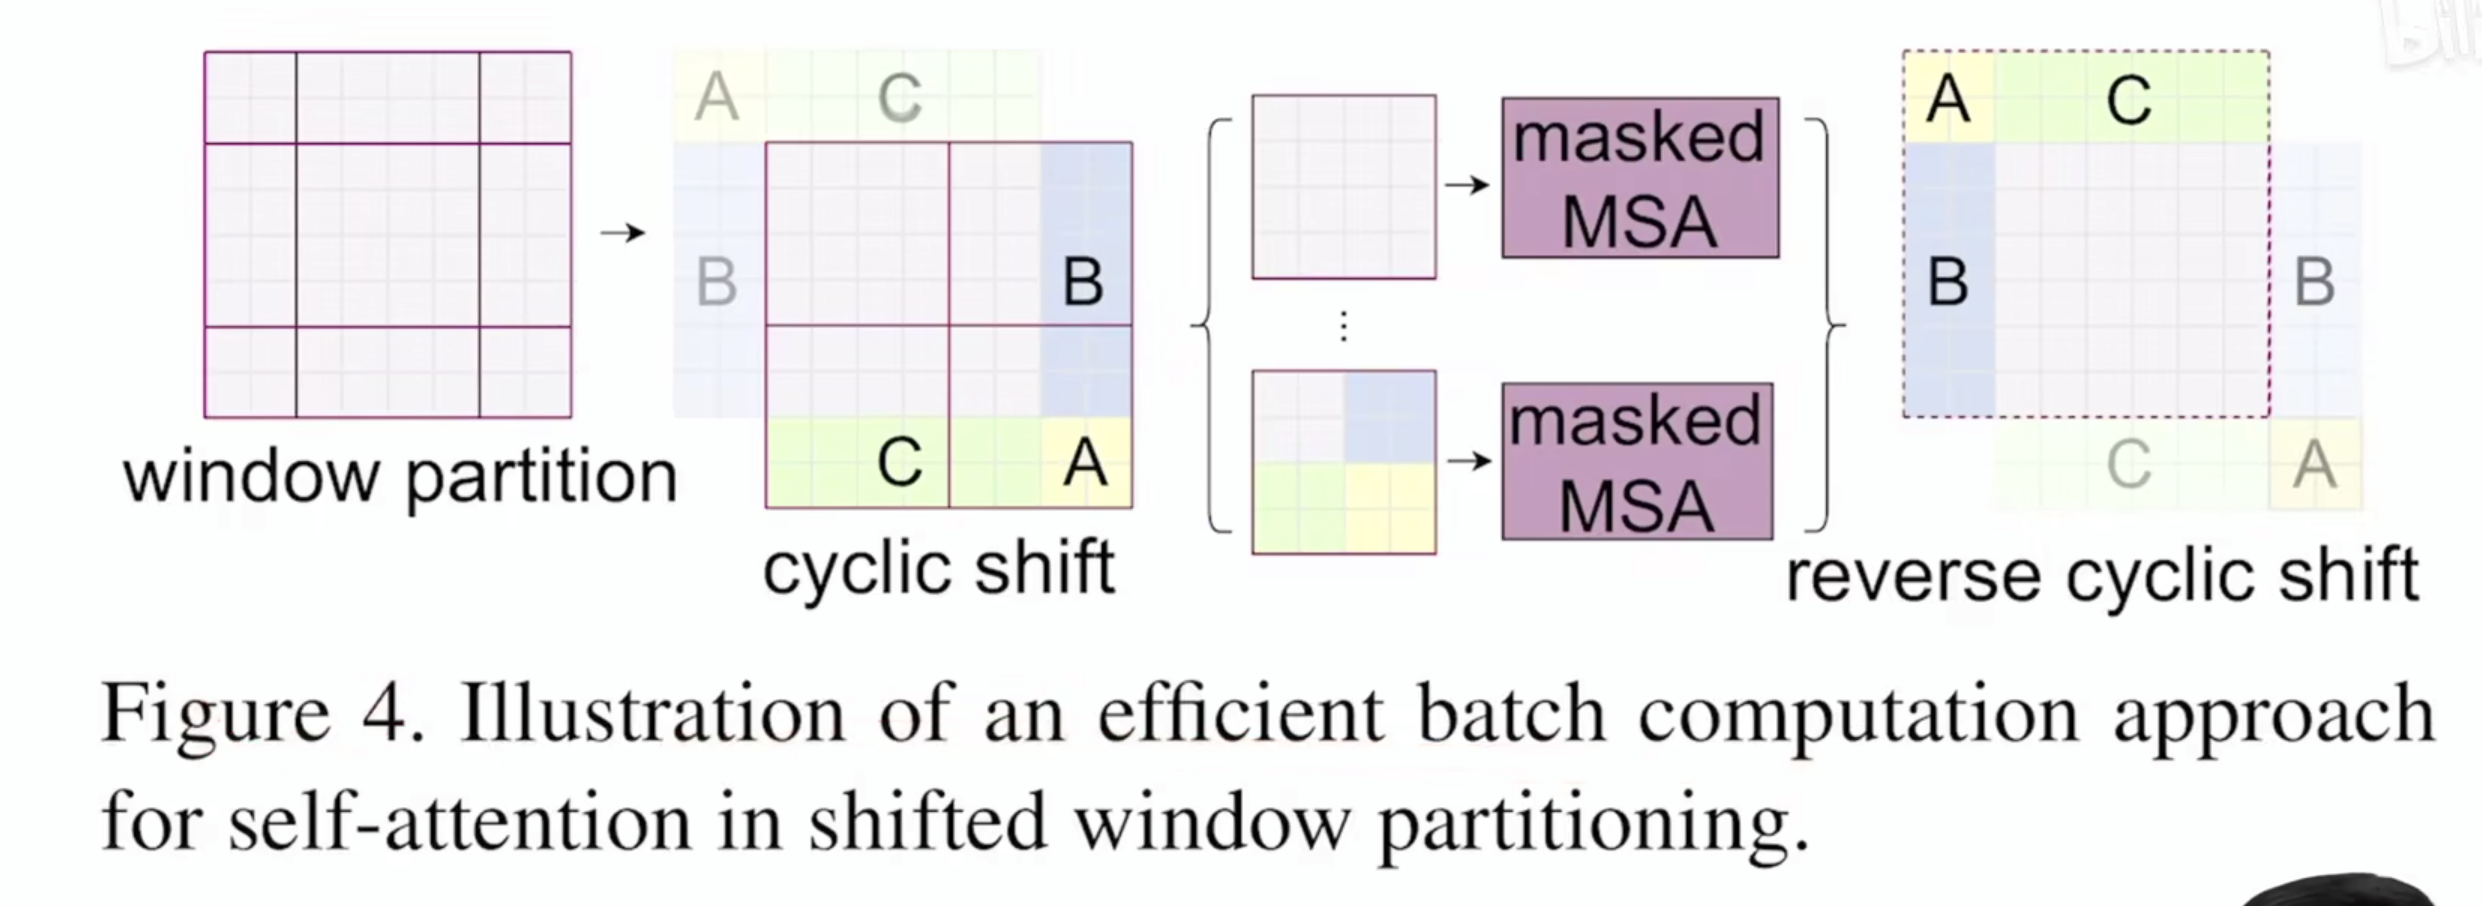 A C
B B
C A
window partition
cyclic shift
masked
MSA
masked
MSA
A C
B B
C A
reverse cyclic shift
Figure 4. Illustration of an efficient batch computation approach
for self-attention in shifted window partitioning.